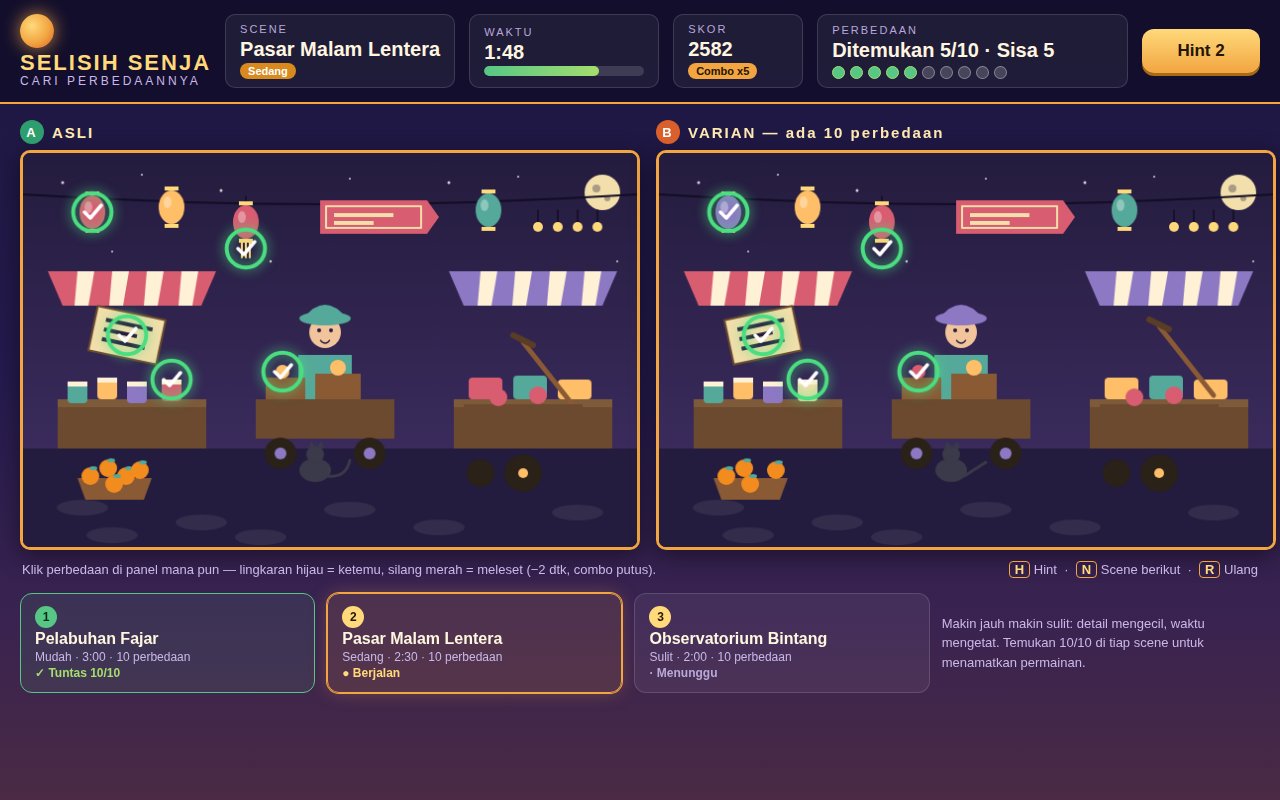 SELISIH SENJA
CARI PERBEDAANNYA
SCENE
Pasar Malam Lentera
Sedang
WAKTU
1:48
SKOR
2582
Combo x5
PERBEDAAN
Ditemukan 5/10 · Sisa 5
Hint 2
A ASLI
B VARIAN — ada 10 perbedaan
Klik perbedaan di panel mana pun — lingkaran hijau = ketemu, silang merah = meleset (−2 dtk, combo putus).
H Hint · N Scene berikut · R Ulang
1
Pelabuhan Fajar
Mudah · 3:00 · 10 perbedaan
✓ Tuntas 10/10
2
Pasar Malam Lentera
Sedang · 2:30 · 10 perbedaan
● Berjalan
3
Observatorium Bintang
Sulit · 2:00 · 10 perbedaan
· Menunggu
Makin jauh makin sulit: detail mengecil, waktu
mengetat. Temukan 10/10 di tiap scene untuk
menamatkan permainan.